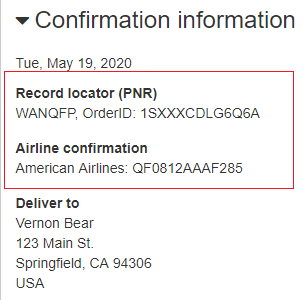 Confirmation information
Tue, May 19, 2020
Record locator (PNR)
WANQFP, OrderID: 1SXXXCDLG6Q6A
Airline confirmation
American Airlines: QF0812AAAF285
Deliver to
Vernon Bear
123 Main St.
Springfield, CA 94306
USA